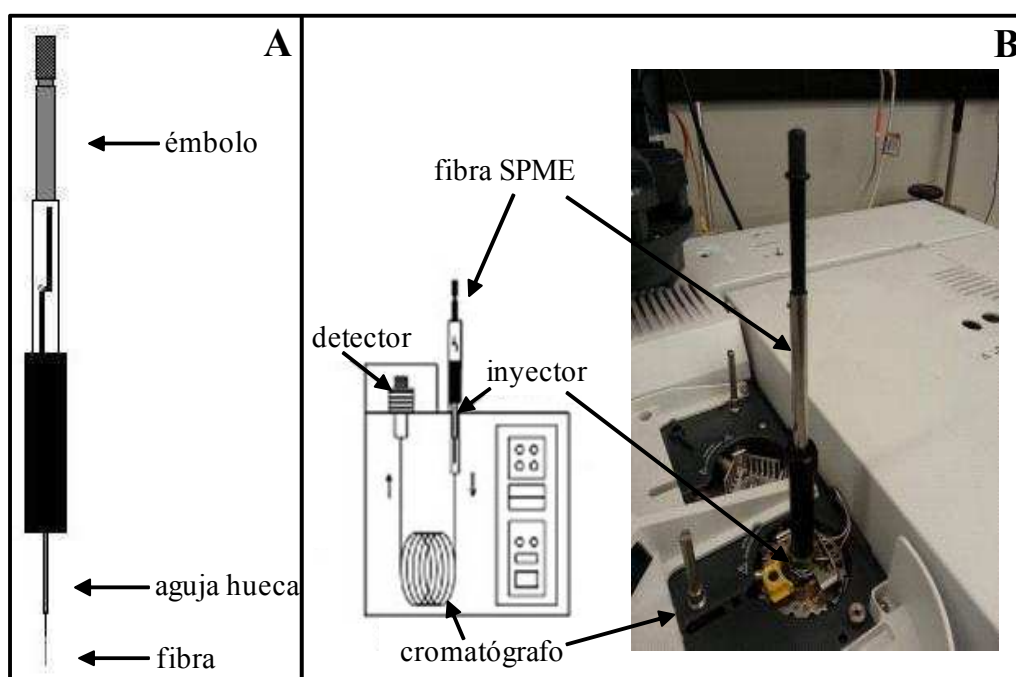 A
émbolo
aguja hueca
fibra
B
fibra SPME
detector
inyector
cromatógrafo